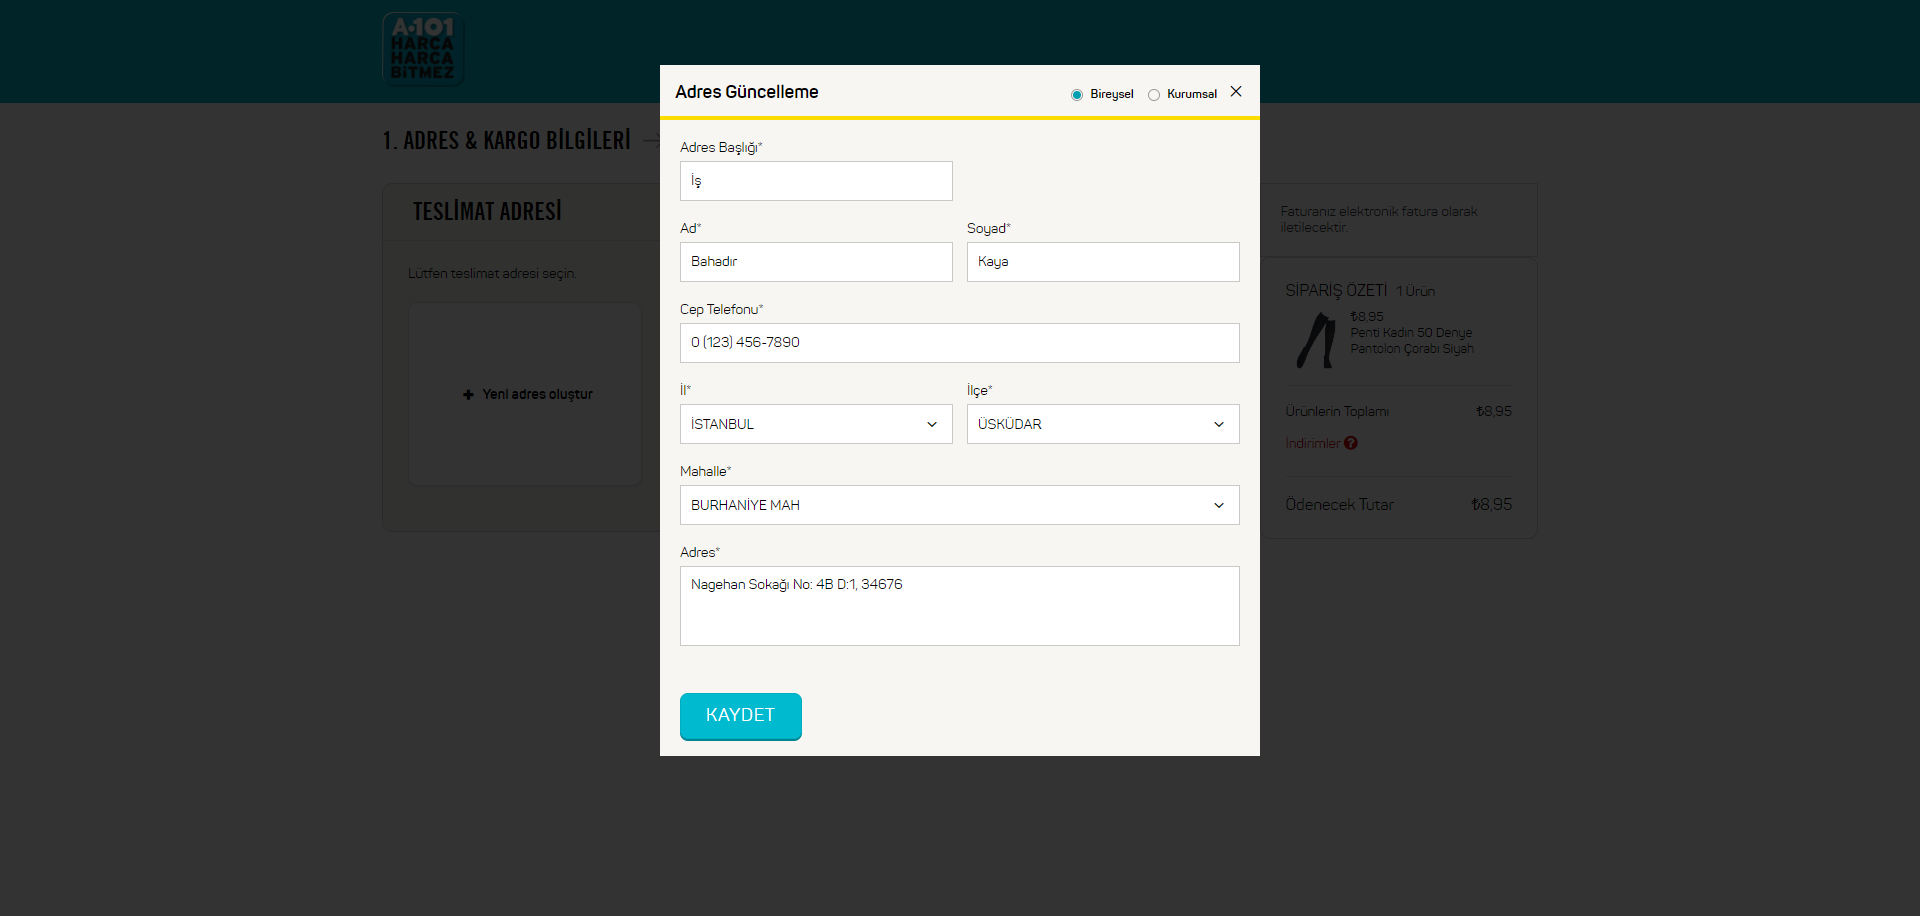 A·101
HARCA
HARCA
BİTMEZ
1. ADRES & KARGO BİLGİLERİ
TESLİMAT ADRESİ
Lütfen teslimat adresi seçin.
Yeni adres oluştur
Adres Güncelleme
Bireysel
Kurumsal
Adres Başlığı*
İş
Ad*
Soyad*
Bahadır
Kaya
Cep Telefonu*
0 (123) 456-7890
İl*
İlçe*
İSTANBUL
ÜSKÜDAR
Mahalle*
BURHANİYE MAH
Adres*
Nagehan Sokağı No: 4B D:1, 34676
KAYDET
Faturanız elektronik fatura olarak
iletilecektir.
SİPARİŞ ÖZETİ 1 Ürün
₺8,95
Penti Kadın 50 Denye
Pantolon Çorabı Siyah
Ürünlerin Toplamı ₺8,95
İndirimler ?
Ödenecek Tutar ₺8,95